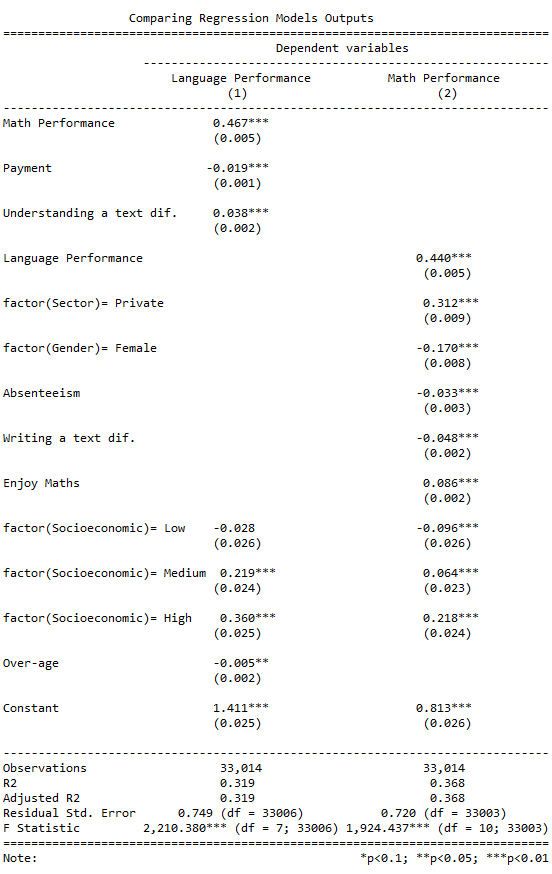 Comparing Regression Models Outputs
==============================================================================
Dependent variables
----------------------------------------------------------
Language Performance Math Performance
(1) (2)
------------------------------------------------------------------------------
Math Performance 0.467***
(0.005)
Payment -0.019***
(0.001)
Understanding a text dif. 0.038***
(0.002)
Language Performance 0.440***
(0.005)
factor(Sector)= Private 0.312***
(0.009)
factor(Gender)= Female -0.170***
(0.008)
Absenteeism -0.033***
(0.003)
Writing a text dif. -0.048***
(0.002)
Enjoy Maths 0.086***
(0.002)
factor(Socioeconomic)= Low -0.028 -0.096***
(0.026) (0.026)
factor(Socioeconomic)= Medium 0.219*** 0.064***
(0.024) (0.023)
factor(Socioeconomic)= High 0.360*** 0.218***
(0.025) (0.024)
Over-age -0.005**
(0.002)
Constant 1.411*** 0.813***
(0.025) (0.026)
------------------------------------------------------------------------------
Observations 33,014 33,014
R2 0.319 0.368
Adjusted R2 0.319 0.368
Residual Std. Error 0.749 (df = 33006) 0.720 (df = 33003)
F Statistic 2,210.380*** (df = 7; 33006) 1,924.437*** (df = 10; 33003)
==============================================================================
Note: *p<0.1; **p<0.05; ***p<0.01